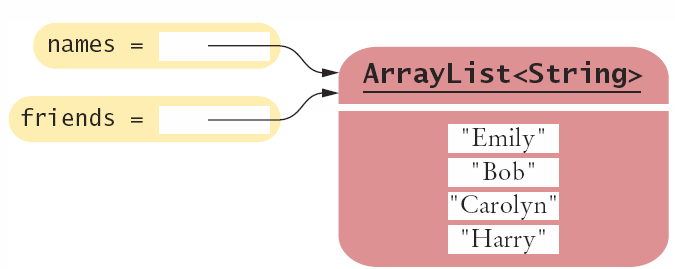 names =
friends =
ArrayList<String>
"Emily"
"Bob"
"Carolyn"
"Harry"